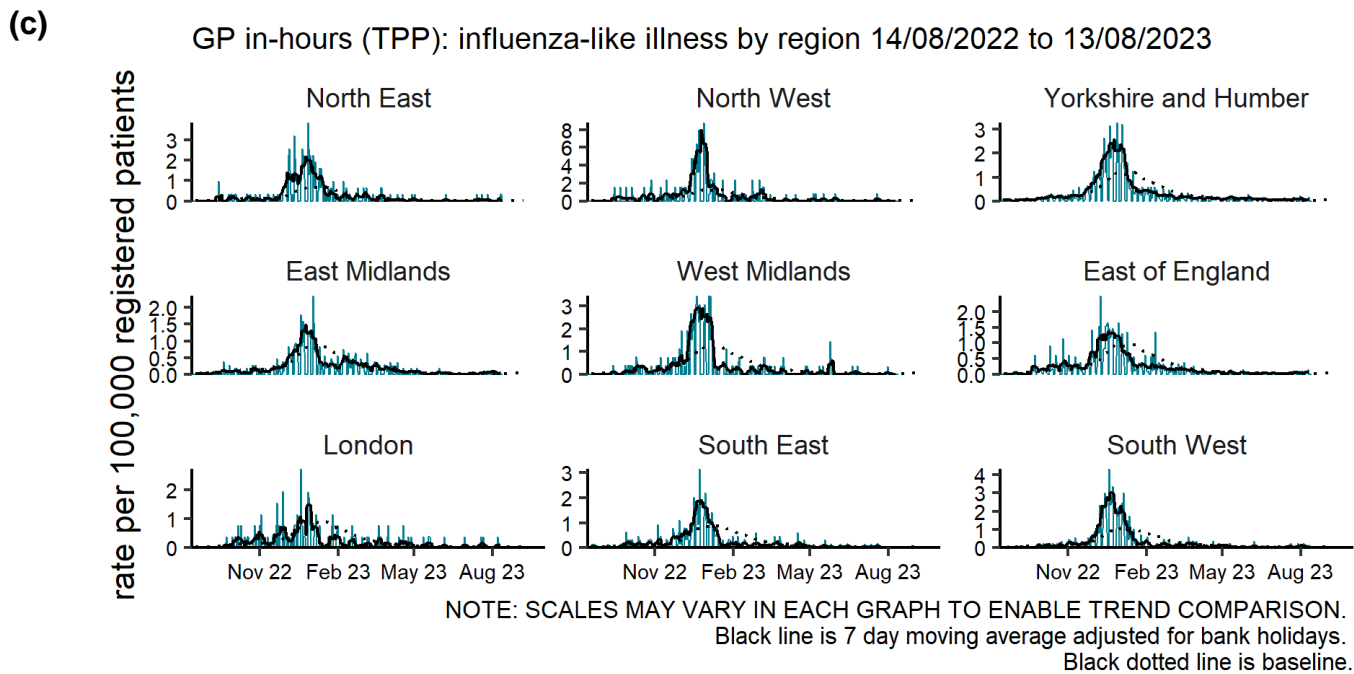 (c)
GP in-hours (TPP): influenza-like illness by region 14/08/2022 to 13/08/2023
rate per 100,000 registered patients
North East
3
2
1
0
North West
8
6
4
2
0
Yorkshire and Humber
3
2
1
0
East Midlands
2.0
1.5
1.0
0.5
0.0
West Midlands
3
2
1
0
East of England
2.0
1.5
1.0
0.5
0.0
London
2
1
0
Nov 22 Feb 23 May 23 Aug 23
South East
3
2
1
0
Nov 22 Feb 23 May 23 Aug 23
South West
4
3
2
1
0
Nov 22 Feb 23 May 23 Aug 23
NOTE: SCALES MAY VARY IN EACH GRAPH TO ENABLE TREND COMPARISON.
Black line is 7 day moving average adjusted for bank holidays.
Black dotted line is baseline.